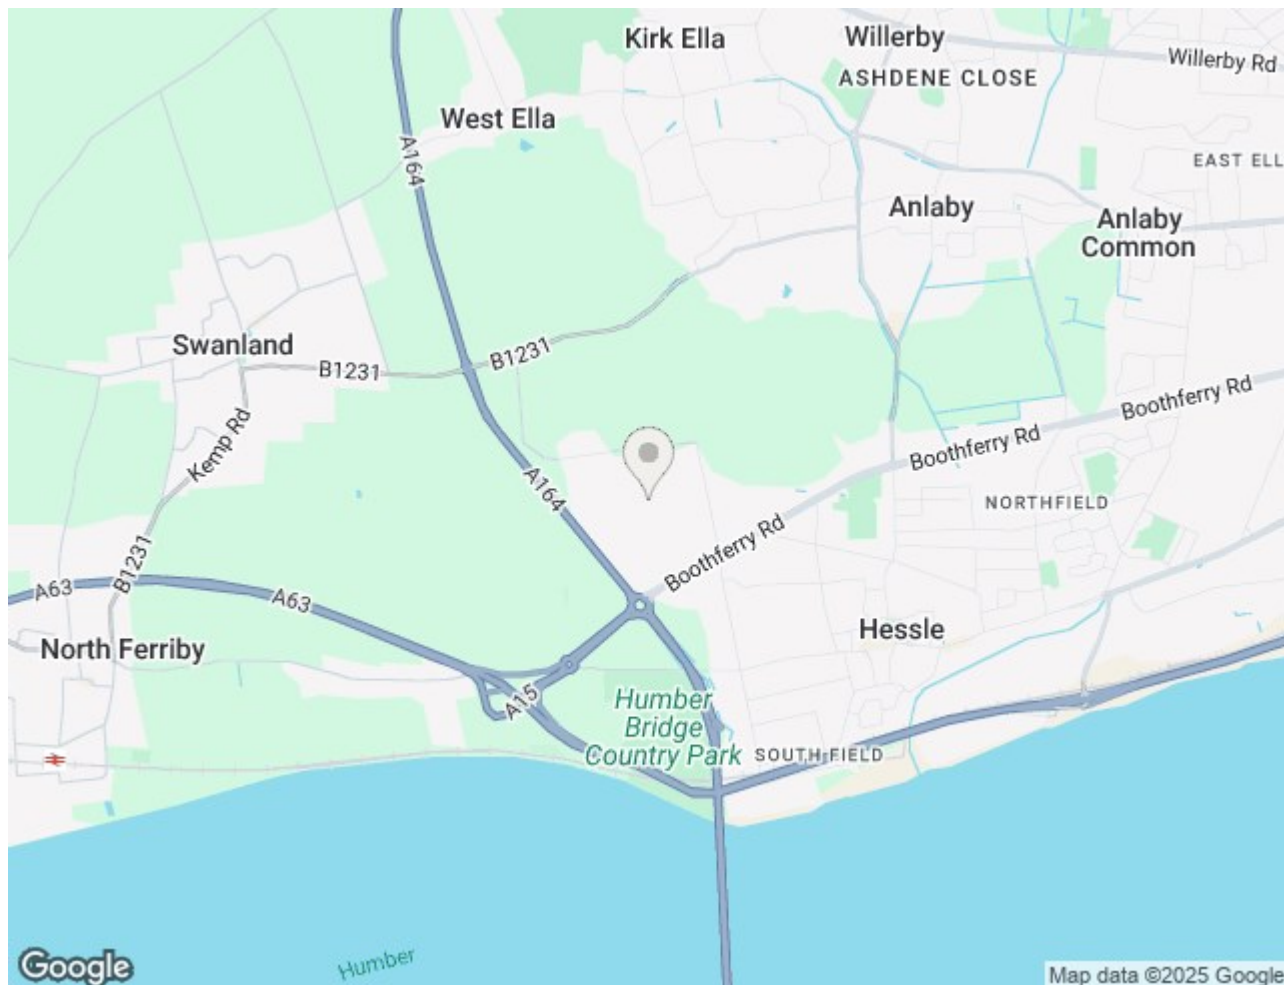 Kirk Ella
Willerby
Willerby Rd
ASHDENE CLOSE
West Ella
A164
EAST ELL
Anlaby
Anlaby
Common
Swanland
B1231
B1231
Boothferry Rd
Kemp Rd
Boothferry Rd
A164
NORTHFIELD
Boothferry Rd
B1231
A63
A63
Hessle
North Ferriby
A15
Humber
Bridge
Country Park
SOUTH FIELD
Humber
Google
Map data ©2025 Google